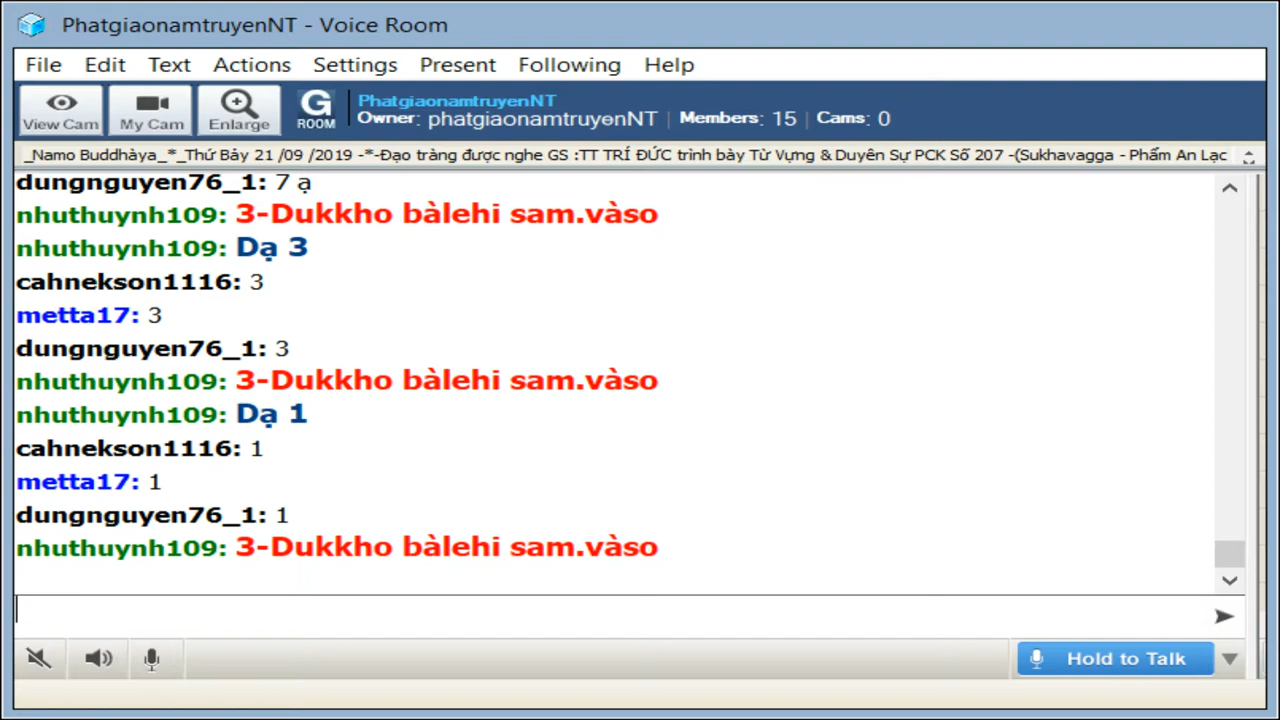 PhatgiaonamtruyenNT - Voice Room
File Edit Text Actions Settings Present Following Help
View Cam My Cam Enlarge G ROOM
PhatgiaonamtruyenNT
Owner: phatgiaonamtruyenNT | Members: 15 | Cams: 0
_Namo Buddhàya_*_Thứ Bảy 21 /09 /2019 -*-Đạo tràng được nghe GS :TT TRÍ ĐỨC trình bày Từ Vựng & Duyên Sự PCK Số 207 -(Sukhavagga - Phẩm An Lạc
dungnguyen76_1: 7 ạ
nhuthuynh109: 3-Dukkho bàlehi sam.vàso
nhuthuynh109: Dạ 3
cahnekson1116: 3
metta17: 3
dungnguyen76_1: 3
nhuthuynh109: 3-Dukkho bàlehi sam.vàso
nhuthuynh109: Dạ 1
cahnekson1116: 1
metta17: 1
dungnguyen76_1: 1
nhuthuynh109: 3-Dukkho bàlehi sam.vàso
Hold to Talk